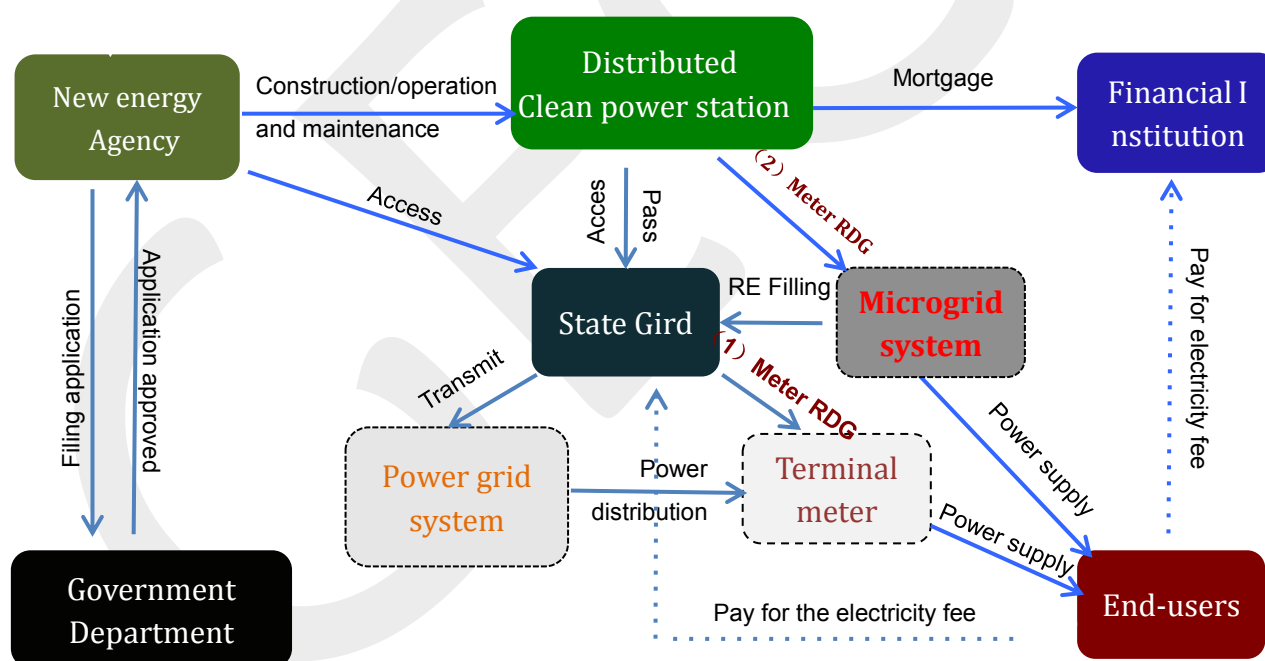 New energy
Agency
Construction/operation
and maintenance
Distributed
Clean power station
Mortgage
Financial I
nstitution
Access
Acces
Pass
(2) Meter RDG
Filing application
Application approved
State Gird
RE Filling
Microgrid
system
Pay for electricity fee
Transmit
(1) Meter RDG
Power grid
system
Power
distribution
Terminal
meter
Power supply
Power supply
Government
Department
Pay for the electricity fee
End-users